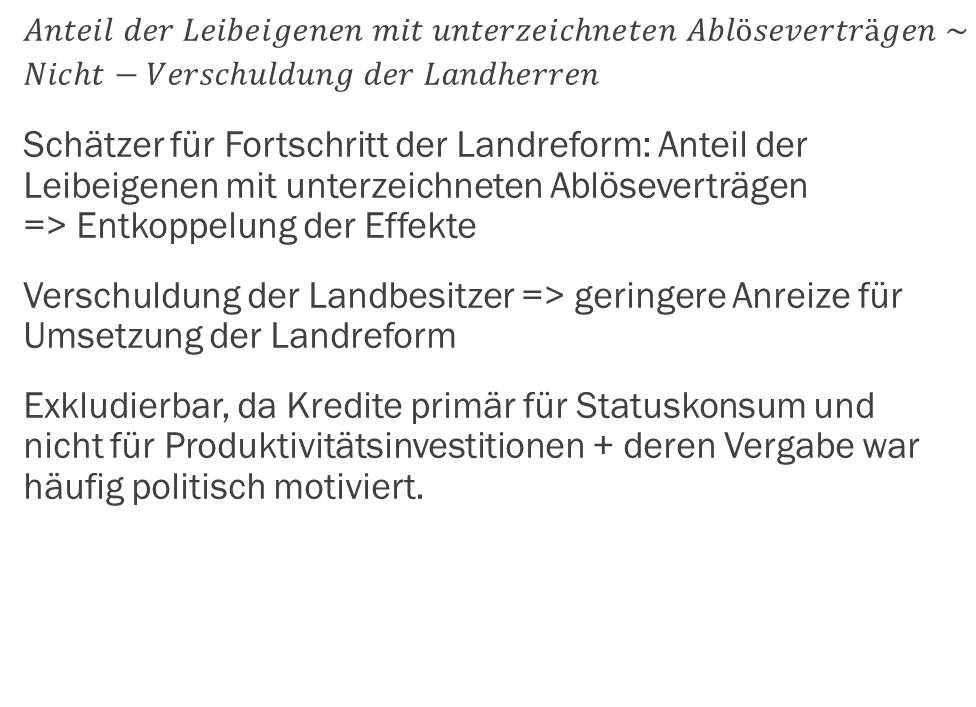 Anteil der Leibeigenen mit unterzeichneten Ablöseverträgen ~
Nicht − Verschuldung der Landherren
Schätzer für Fortschritt der Landreform: Anteil der
Leibeigenen mit unterzeichneten Ablöseverträgen
=> Entkoppelung der Effekte
Verschuldung der Landbesitzer => geringere Anreize für
Umsetzung der Landreform
Exkludierbar, da Kredite primär für Statuskonsum und
nicht für Produktivitätsinvestitionen + deren Vergabe war
häufig politisch motiviert.